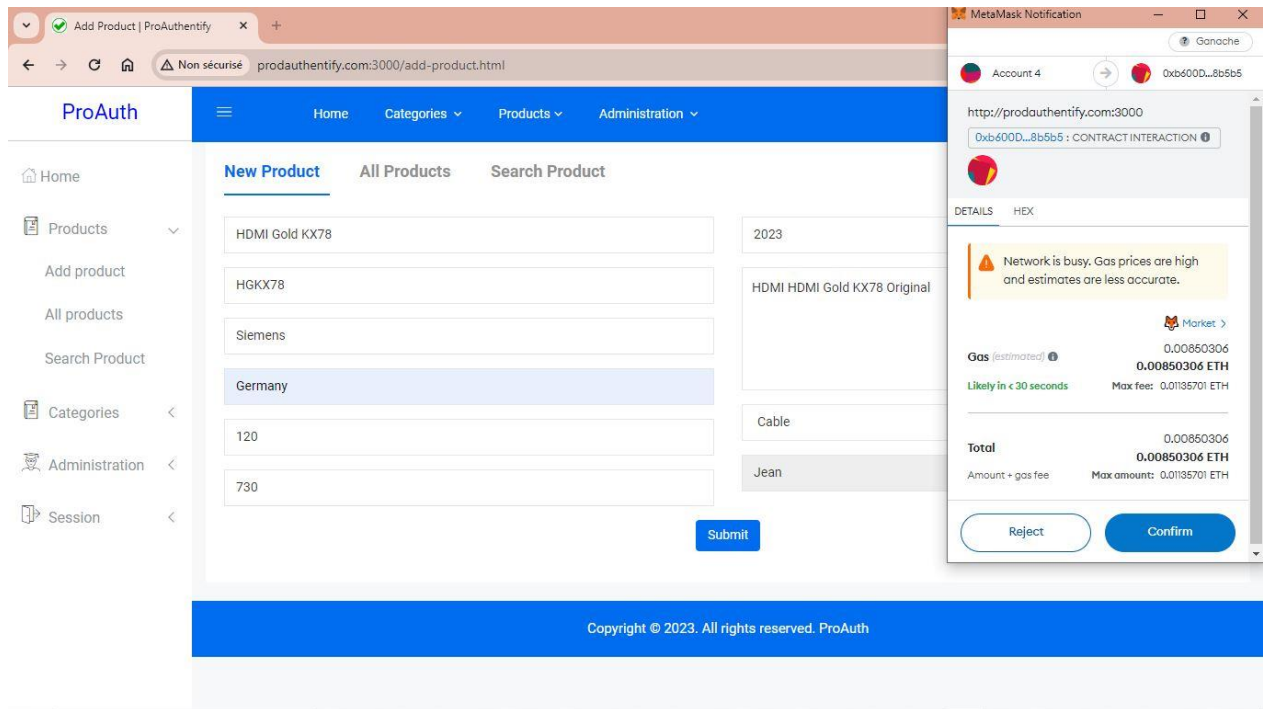 Add Product | ProAuthentify
Non sécurisé prodauthentify.com:3000/add-product.html
ProAuth
Home Categories Products Administration
Home
Products
Add product
All products
Search Product
Categories
Administration
Session
New Product All Products Search Product
HDMI Gold KX78
HGKX78
Siemens
Germany
120
730
2023
HDMI HDMI Gold KX78 Original
Cable
Jean
Submit
Copyright © 2023. All rights reserved. ProAuth
MetaMask Notification
Ganache
Account 4 0xb600D...8b5b5
http://prodauthentify.com:3000
0xb600D...8b5b5 : CONTRACT INTERACTION
DETAILS HEX
Network is busy. Gas prices are high
and estimates are less accurate.
Market >
0.00850306
Gas (estimated) 0.00850306 ETH
Likely in < 30 seconds Max fee: 0.01135701 ETH
0.00850306
Total 0.00850306 ETH
Amount + gas fee Max amount: 0.01135701 ETH
Reject Confirm